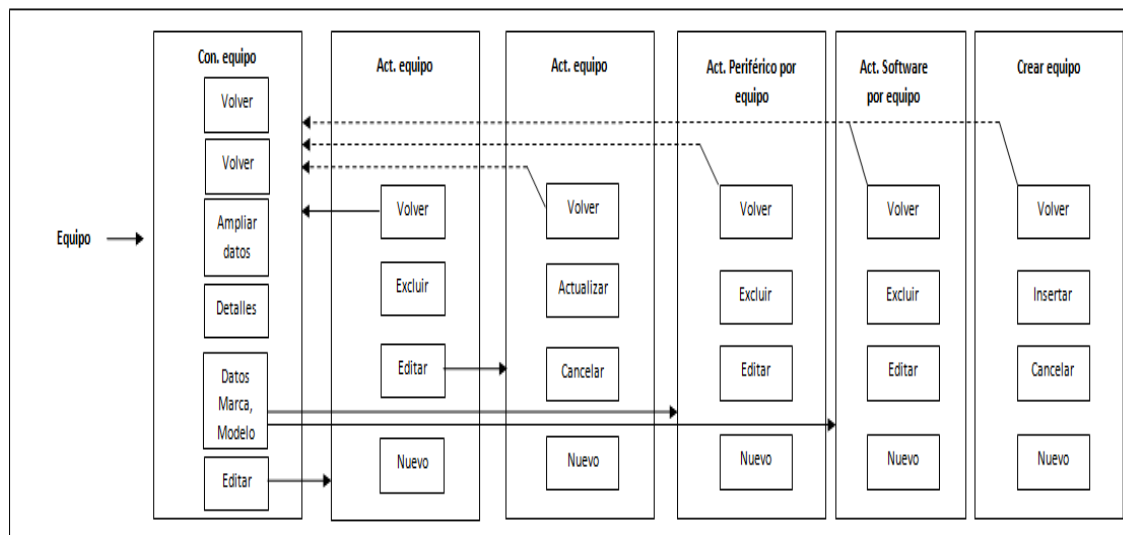 Equipo
Con. equipo
Volver
Volver
Ampliar
datos
Detalles
Datos
Marca,
Modelo
Editar
Act. equipo
Volver
Excluir
Editar
Nuevo
Act. equipo
Volver
Actualizar
Cancelar
Nuevo
Act. Periférico por
equipo
Volver
Excluir
Editar
Nuevo
Act. Software
por equipo
Volver
Excluir
Editar
Nuevo
Crear equipo
Volver
Insertar
Cancelar
Nuevo